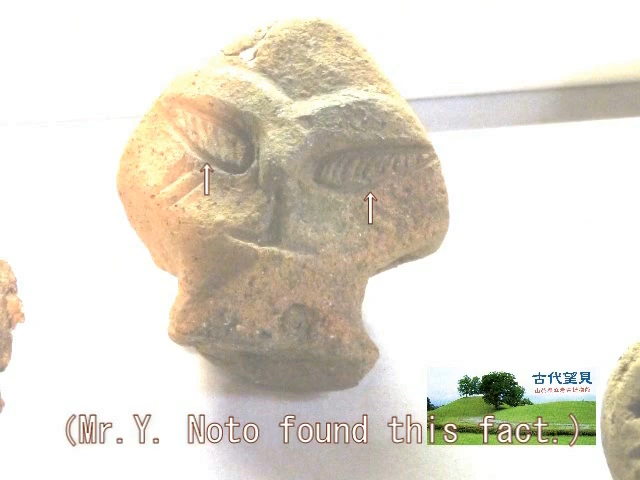 古代望見
(Mr.Y. Noto found this fact.)